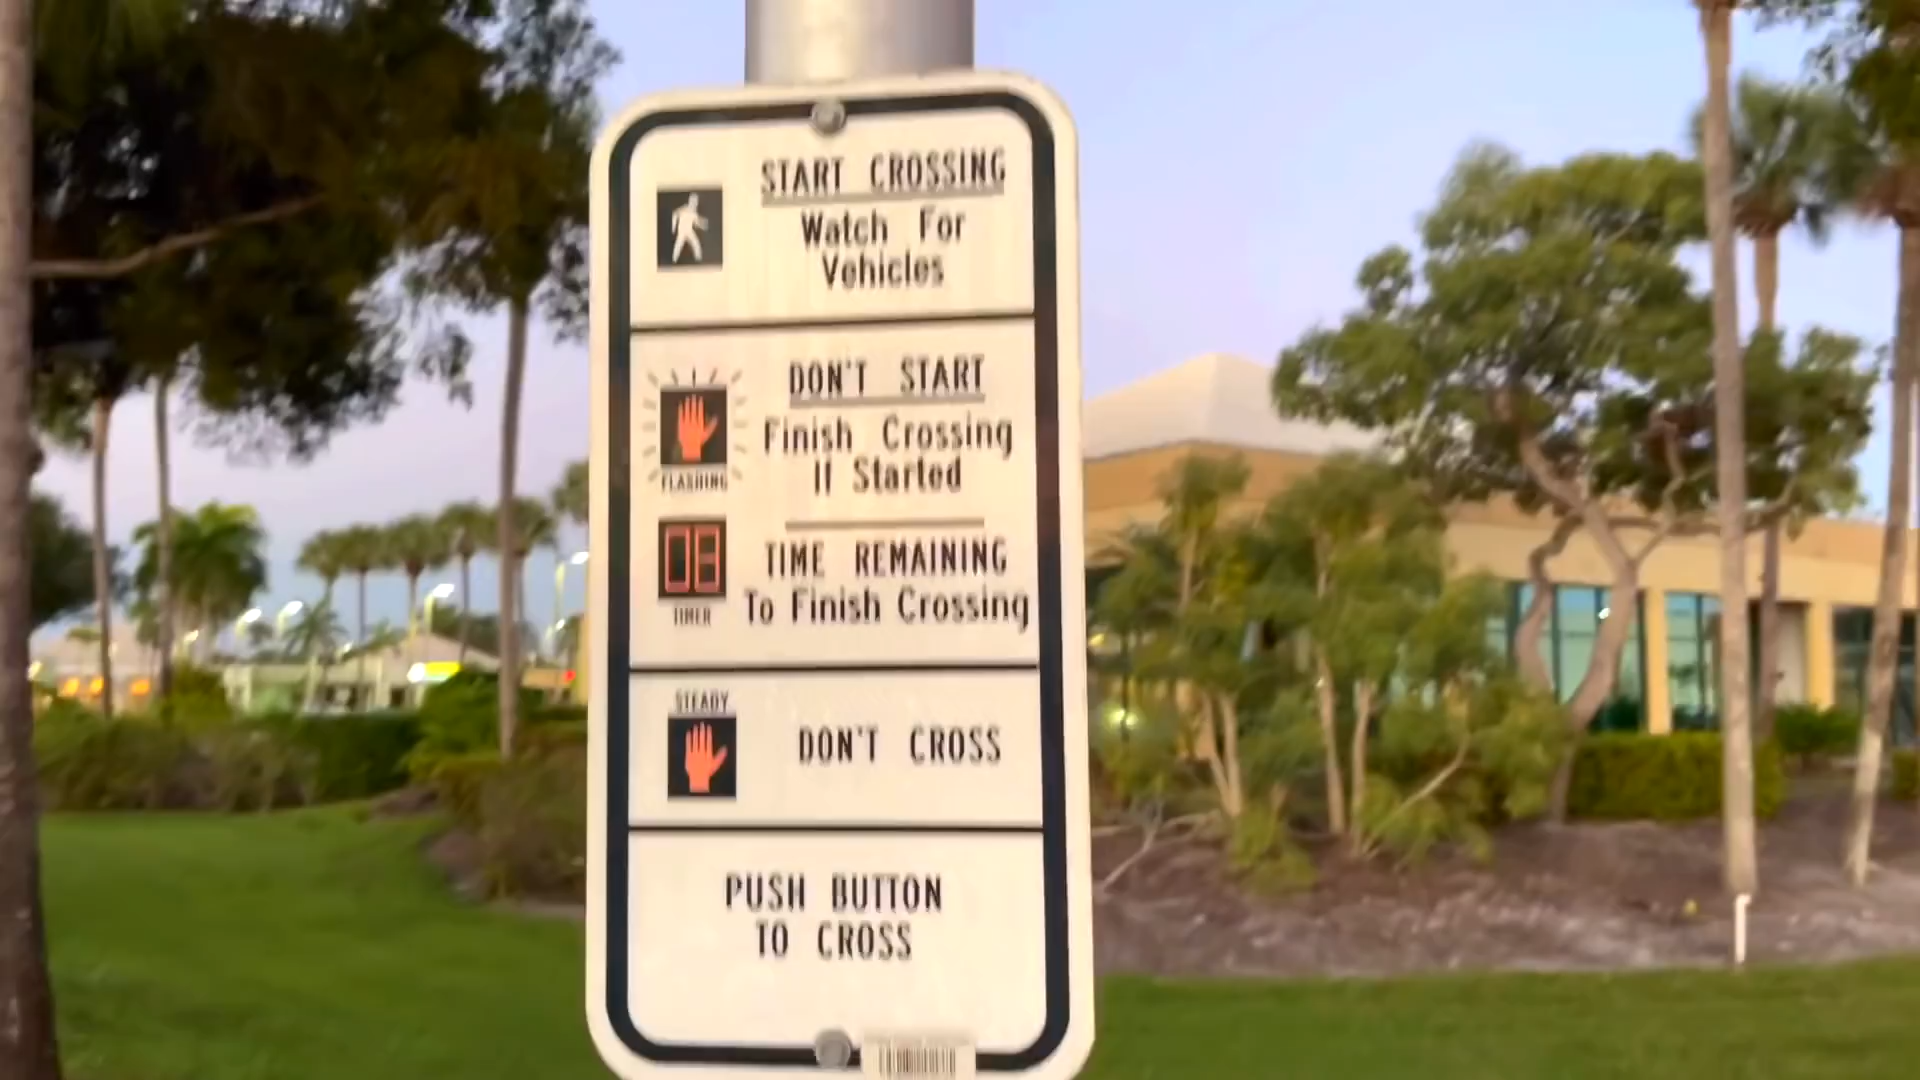 START CROSSING
Watch For
Vehicles
DON'T START
Finish Crossing
If Started
FLASHING
TIME REMAINING
To Finish Crossing
TIMER
STEADY
DON'T CROSS
PUSH BUTTON
TO CROSS